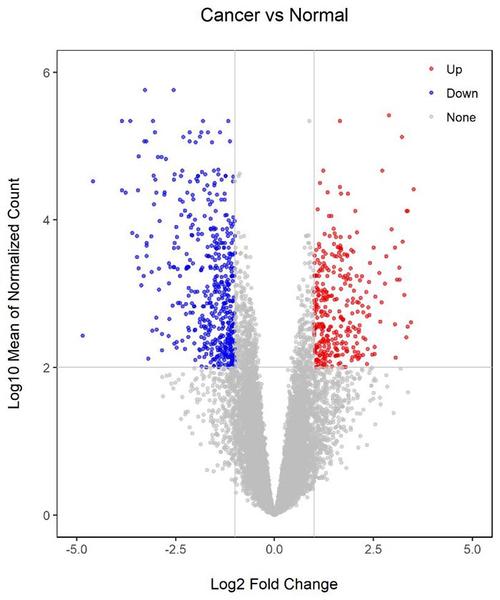 Cancer vs Normal
Up
Down
None
6
4
2
0
Log10 Mean of Normalized Count
-5.0 -2.5 0.0 2.5 5.0
Log2 Fold Change